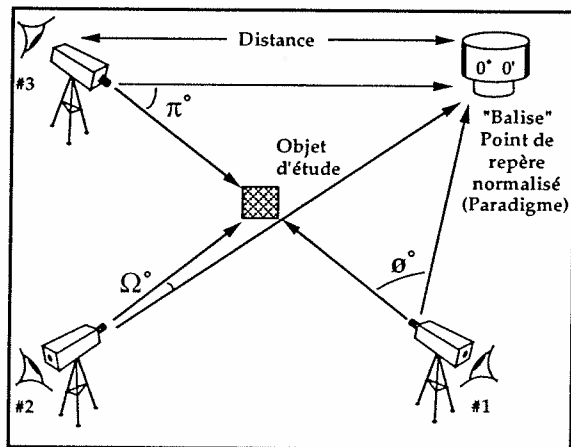 Distance
#3
0° 0'
π°
"Balise"
Point de
repère
normalisé
(Paradigme)
Objet
d'étude
Ω°
ø°
#2
#1